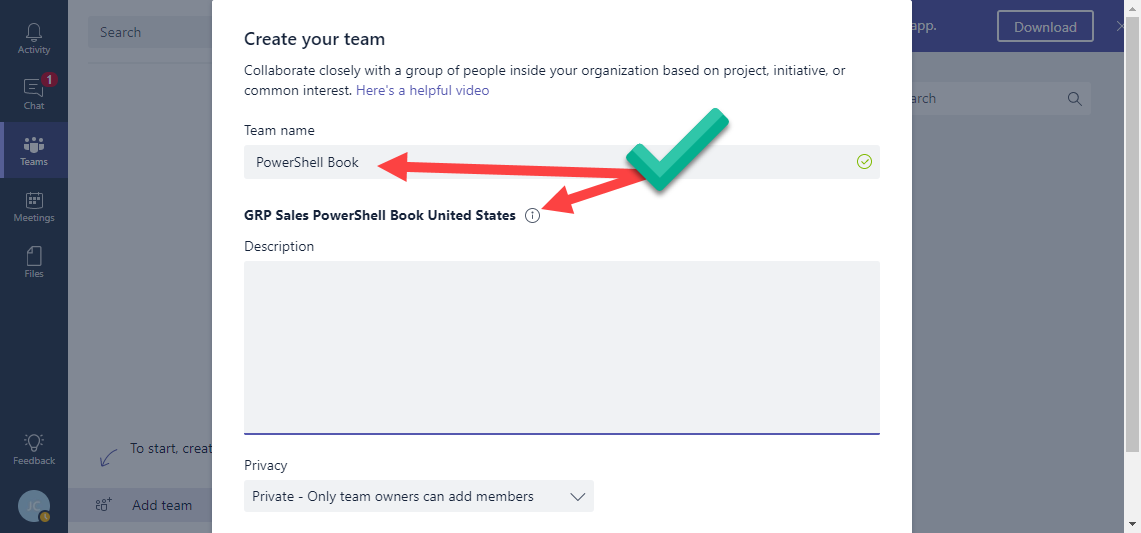 Activity
Chat
1
Teams
Meetings
Files
Feedback
JC
Search
To start, creat
Add team
Create your team
Collaborate closely with a group of people inside your organization based on project, initiative, or
common interest. Here's a helpful video
Team name
PowerShell Book
GRP Sales PowerShell Book United States
Description
Privacy
Private - Only team owners can add members
app.
Download
arch